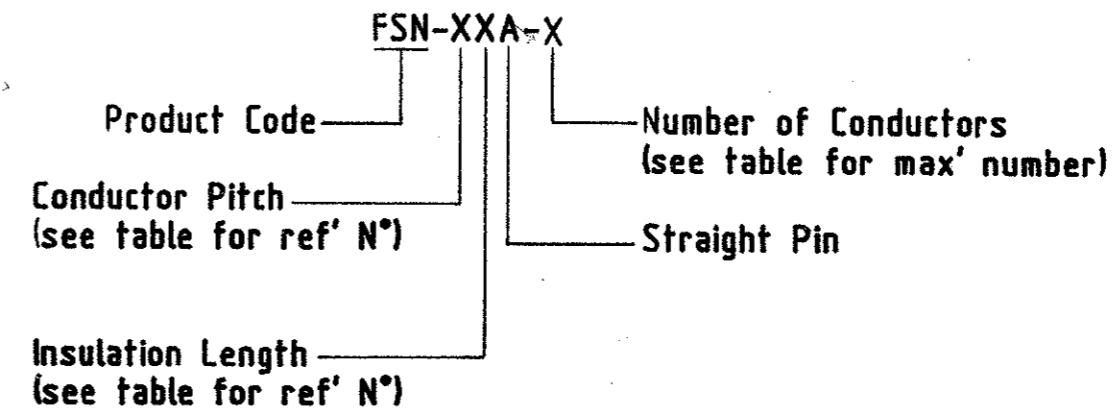 FSN-XXA-X
Product Code
Number of Conductors
(see table for max' number)
Conductor Pitch
(see table for ref' N°)
Straight Pin
Insulation Length
(see table for ref' N°)